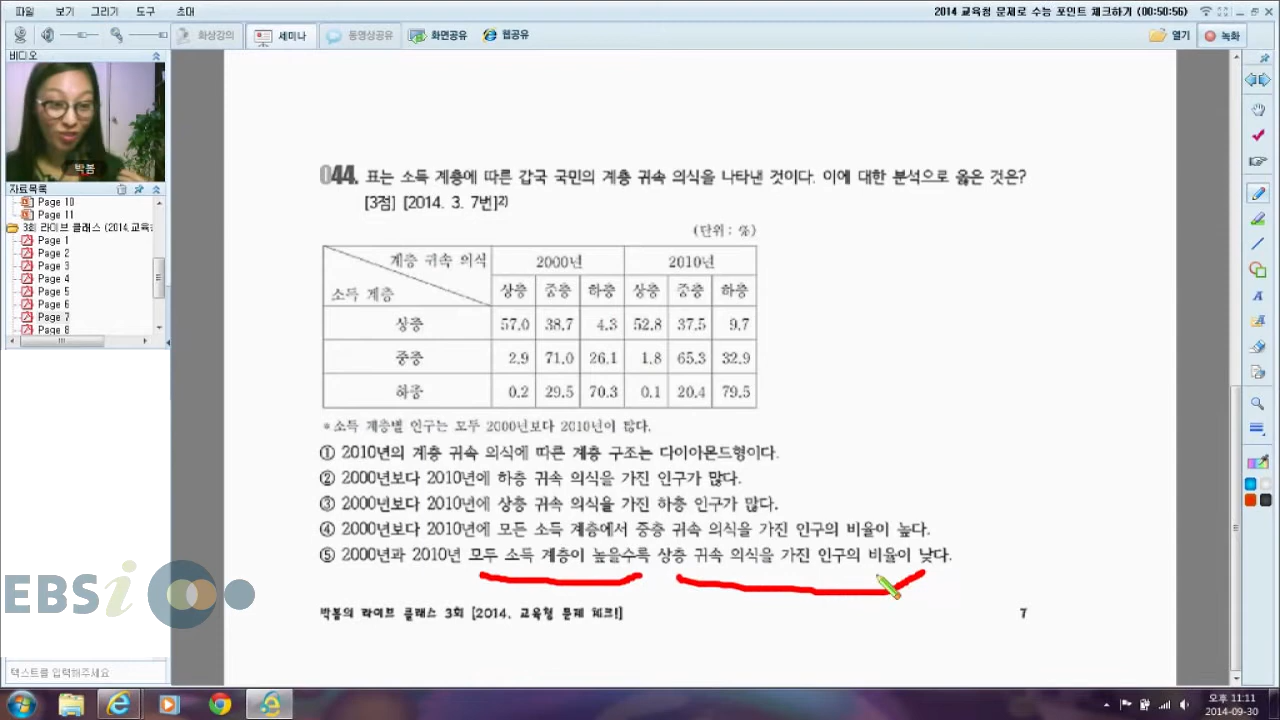 파일 보기 그리기 도구 초대
2014 교육청 문제로 수능 포인트 체크하기 (00:50:56)
화상강의 세미나 동영상공유 화면공유 웹공유 열기 녹화
비디오
박봄
자료목록
Page 10
Page 11
3회 라이브 클래스 (2014,교육청
Page 1
Page 2
Page 3
Page 4
Page 5
Page 6
Page 7
Page 8
044. 표는 소득 계층에 따른 갑국 국민의 계층 귀속 의식을 나타낸 것이다. 이에 대한 분석으로 옳은 것은?
[3점] [2014. 3. 7번]2)
(단위 : %)
계층 귀속 의식 2000년 2010년
소득 계층 상층 중층 하층 상층 중층 하층
상층 57.0 38.7 4.3 52.8 37.5 9.7
중층 2.9 71.0 26.1 1.8 65.3 32.9
하층 0.2 29.5 70.3 0.1 20.4 79.5
* 소득 계층별 인구는 모두 2000년보다 2010년이 많다.
① 2010년의 계층 귀속 의식에 따른 계층 구조는 다이아몬드형이다.
② 2000년보다 2010년에 하층 귀속 의식을 가진 인구가 많다.
③ 2000년보다 2010년에 상층 귀속 의식을 가진 하층 인구가 많다.
④ 2000년보다 2010년에 모든 소득 계층에서 중층 귀속 의식을 가진 인구의 비율이 높다.
⑤ 2000년과 2010년 모두 소득 계층이 높을수록 상층 귀속 의식을 가진 인구의 비율이 낮다.
EBSi
박봄의 라이브 클래스 3회 [2014. 교육청 문제 체크!]
7
텍스트를 입력해주세요
오후 11:11
2014-09-30